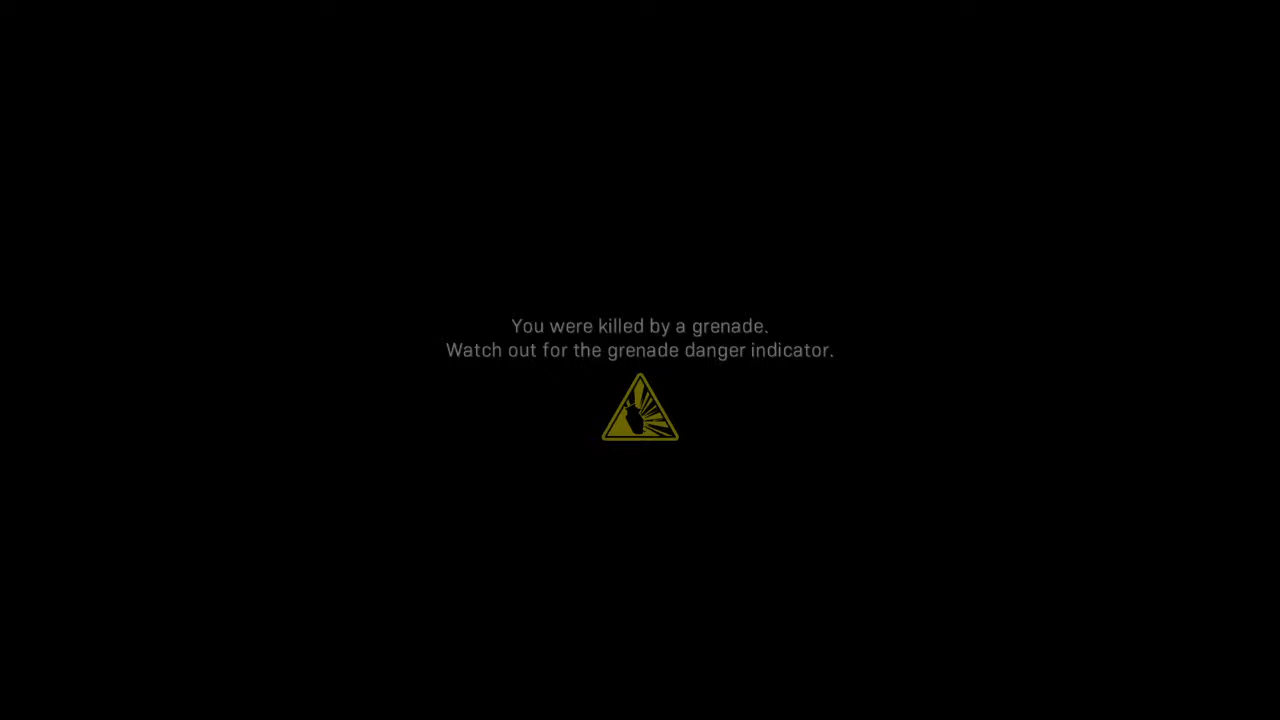 You were killed by a grenade.
Watch out for the grenade danger indicator.